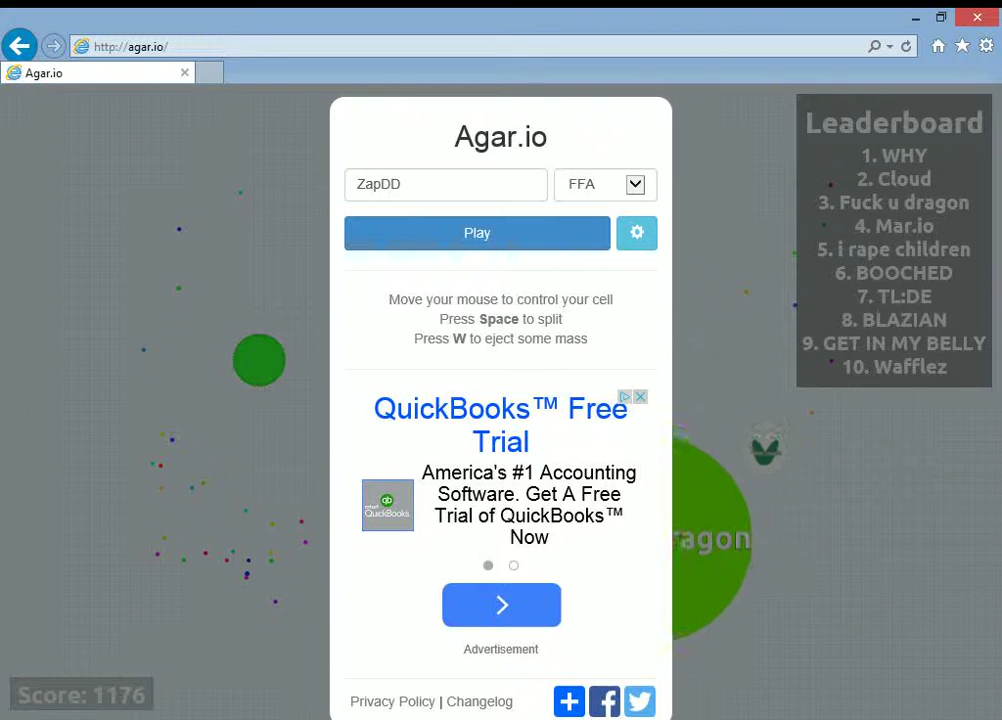 http://agar.io/
Agar.io
Agar.io
ZapDD
FFA
Play
Move your mouse to control your cell
Press Space to split
Press W to eject some mass
QuickBooks™ Free
Trial
America's #1 Accounting
Software. Get A Free
Trial of QuickBooks™
Now
intuit
QuickBooks.
Advertisement
Privacy Policy | Changelog
Leaderboard
1. WHY
2. Cloud
3. Fuck u dragon
4. Mar.io
5. i rape children
6. BOOCHED
7. TL:DE
8. BLAZIAN
9. GET IN MY BELLY
10. Wafflez
ragon
Score: 1176